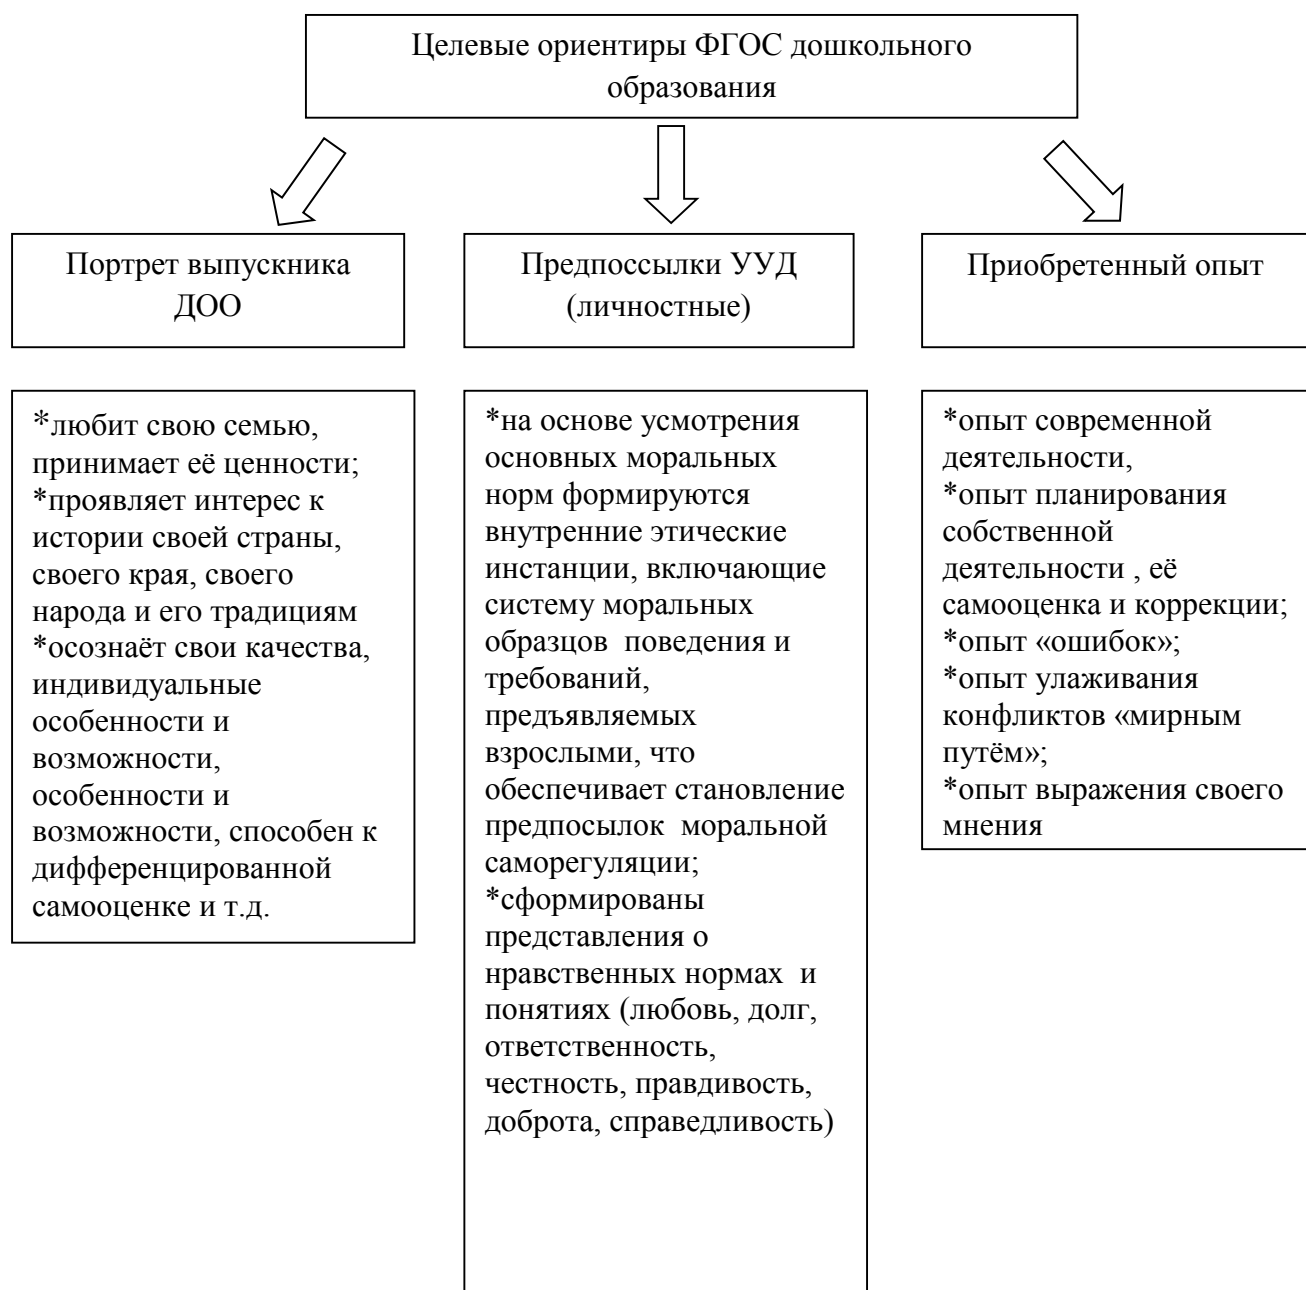 Целевые ориентиры ФГОС дошкольного
образования
Портрет выпускника
ДОО
Предпоссылки УУД
(личностные)
Приобретенный опыт
*любит свою семью,
принимает её ценности;
*проявляет интерес к
истории своей страны,
своего края, своего
народа и его традициям
*осознаёт свои качества,
индивидуальные
особенности и
возможности,
особенности и
возможности, способен к
дифференцированной
самооценке и т.д.
*на основе усмотрения
основных моральных
норм формируются
внутренние этические
инстанции, включающие
систему моральных
образцов поведения и
требований,
предъявляемых
взрослыми, что
обеспечивает становление
предпосылок моральной
саморегуляции;
*сформированы
представления о
нравственных нормах и
понятиях (любовь, долг,
ответственность,
честность, правдивость,
доброта, справедливость)
*опыт современной
деятельности,
*опыт планирования
собственной
деятельности , её
самооценка и коррекции;
*опыт «ошибок»;
*опыт улаживания
конфликтов «мирным
путём»;
*опыт выражения своего
мнения